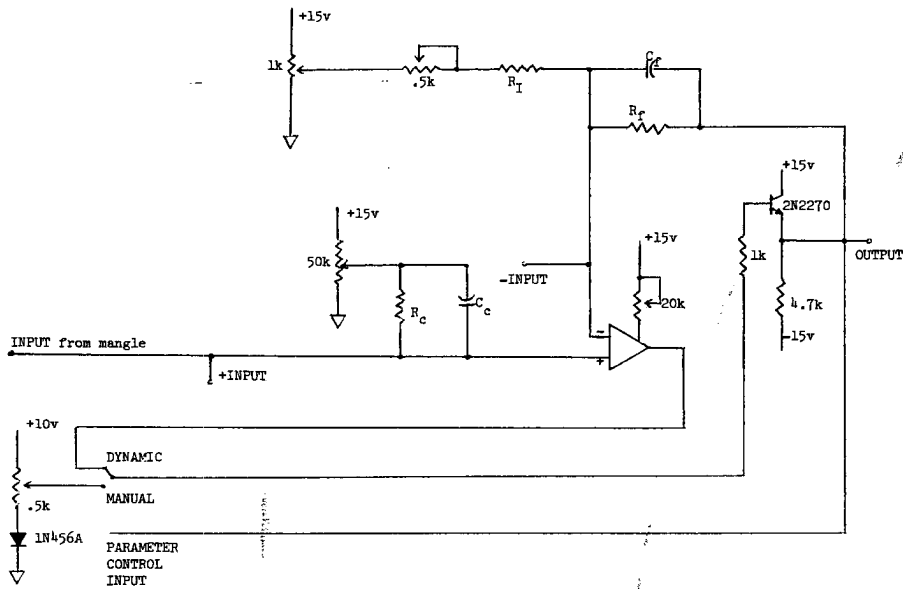 +15v
1k
.5k
R_I
C_f
R_f
+15v
2N2270
1k
OUTPUT
4.7k
-15v
+15v
50k
R_c
C_c
-INPUT
+15v
20k
-
+
INPUT from mangle
+INPUT
+10v
DYNAMIC
MANUAL
.5k
1N456A
PARAMETER
CONTROL
INPUT